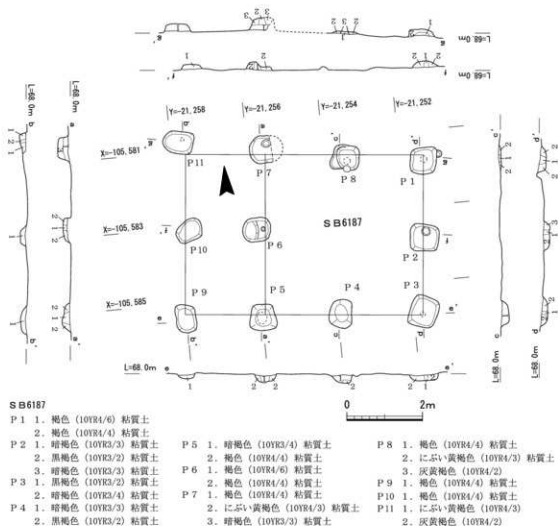 L=68.0m
L=68.0m
L=68.0m
L=68.0m
Y=-21,258
Y=-21,256
Y=-21,254
Y=-21,252
X=-105,581
P11
P7
P8
P1
SB6187
X=-105,583
P10
P6
P2
X=-105,585
P9
P5
P4
P3
L=68.0m
L=68.0m
L=68.0m
0
2m
SB6187
P1 1. 褐色 (10YR4/6) 粘質土
2. 褐色 (10YR4/4) 粘質土
P2 1. 暗褐色 (10YR3/3) 粘質土
2. 黒褐色 (10YR3/2) 粘質土
3. 暗褐色 (10YR3/3) 粘質土
P3 1. 黒褐色 (10YR3/2) 粘質土
2. 暗褐色 (10YR3/4) 粘質土
P4 1. 暗褐色 (10YR3/3) 粘質土
2. 黒褐色 (10YR3/2) 粘質土
P5 1. 暗褐色 (10YR3/4) 粘質土
2. 褐色 (10YR4/4) 粘質土
P6 1. 褐色 (10YR4/6) 粘質土
2. 褐色 (10YR4/4) 粘質土
P7 1. 褐色 (10YR4/4) 粘質土
2. にぶい黄褐色 (10YR4/3) 粘質土
3. 暗褐色 (10YR3/3) 粘質土
P8 1. 褐色 (10YR4/4) 粘質土
2. にぶい黄褐色 (10YR4/3) 粘質土
3. 灰黄褐色 (10YR4/2)
P9 1. 褐色 (10YR4/4) 粘質土
P10 1. 褐色 (10YR4/4) 粘質土
P11 1. にぶい黄褐色 (10YR4/3)
2. 灰黄褐色 (10YR4/2)